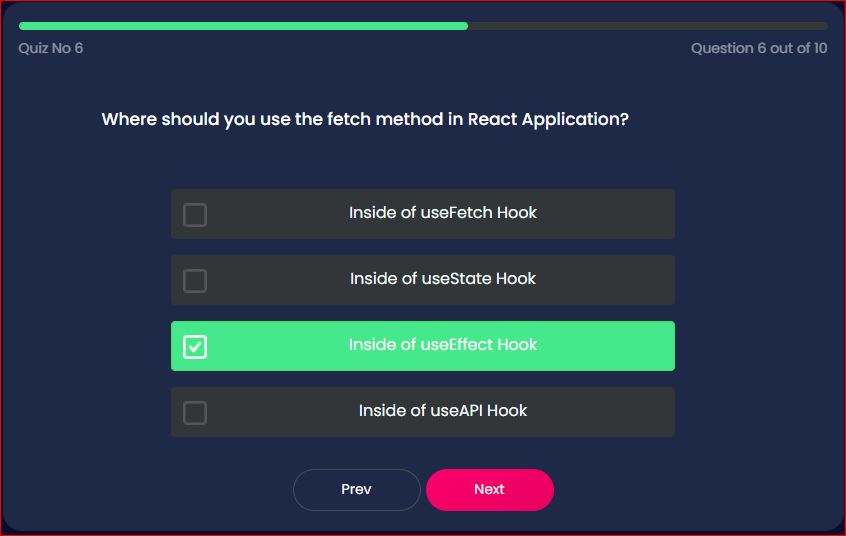 Quiz No 6
Question 6 out of 10
Where should you use the fetch method in React Application?
Inside of useFetch Hook
Inside of useState Hook
Inside of useEffect Hook
Inside of useAPI Hook
Prev
Next